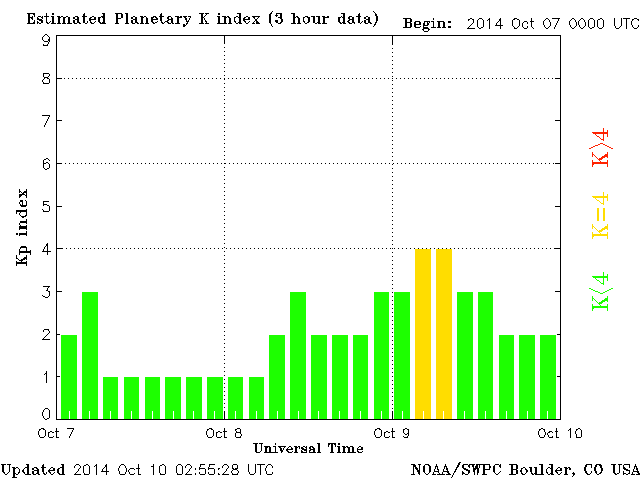 Estimated Planetary K index (3 hour data)
Begin: 2014 Oct 07 0000 UTC
9
8
7
6
5
4
3
2
1
0
Kp index
K>4
K=4
K<4
Oct 7
Oct 8
Oct 9
Oct 10
Universal Time
Updated 2014 Oct 10 02:55:28 UTC
NOAA/SWPC Boulder, CO USA